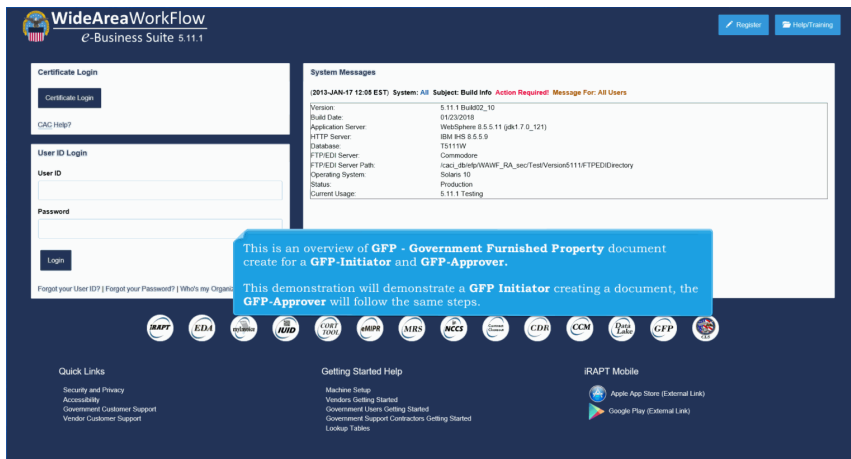 WideAreaWorkFlow
e-Business Suite 5.11.1
Register
Help/Training
Certificate Login
Certificate Login
CAC Help?
User ID Login
User ID
Password
Login
Forgot your User ID? | Forgot your Password? | Who's my
System Messages
(2013-JAN-17 12:05 EST) System: All Subject: Build Info Action Required! Message For: All Users
Version: 5.11.1 Build02_10
Build Date: 01/23/2018
Application Server: WebSphere 8.5.5.11 (jdk1.7.0_121)
HTTP Server: IBM IHS 8.5.5.9
Database: T5111W
FTP/EDI Server: Commodore
FTP/EDI Server Path: /caci_db/efp/WAWF_RA_sec/Test/Version5111/FTPEDIDirectory
Operating System: Solaris 10
Status: Production
Current Usage: 5.11.1 Testing
This is an overview of GFP - Government Furnished Property document
create for a GFP-Initiator and GFP-Approver.
This demonstration will demonstrate a GFP Initiator creating a document, the
GFP-Approver will follow the same steps.
iRAPT
EDA
myInvoice
IUID
CORT TOOL
eMIPR
MRS
NCCS
CDR
CCM
Data Lake
GFP
CLS
Quick Links
Security and Privacy
Accessibility
Government Customer Support
Vendor Customer Support
Getting Started Help
Machine Setup
Vendors Getting Started
Government Users Getting Started
Government Support Contractors Getting Started
Lookup Tables
iRAPT Mobile
Apple App Store (External Link)
Google Play (External Link)